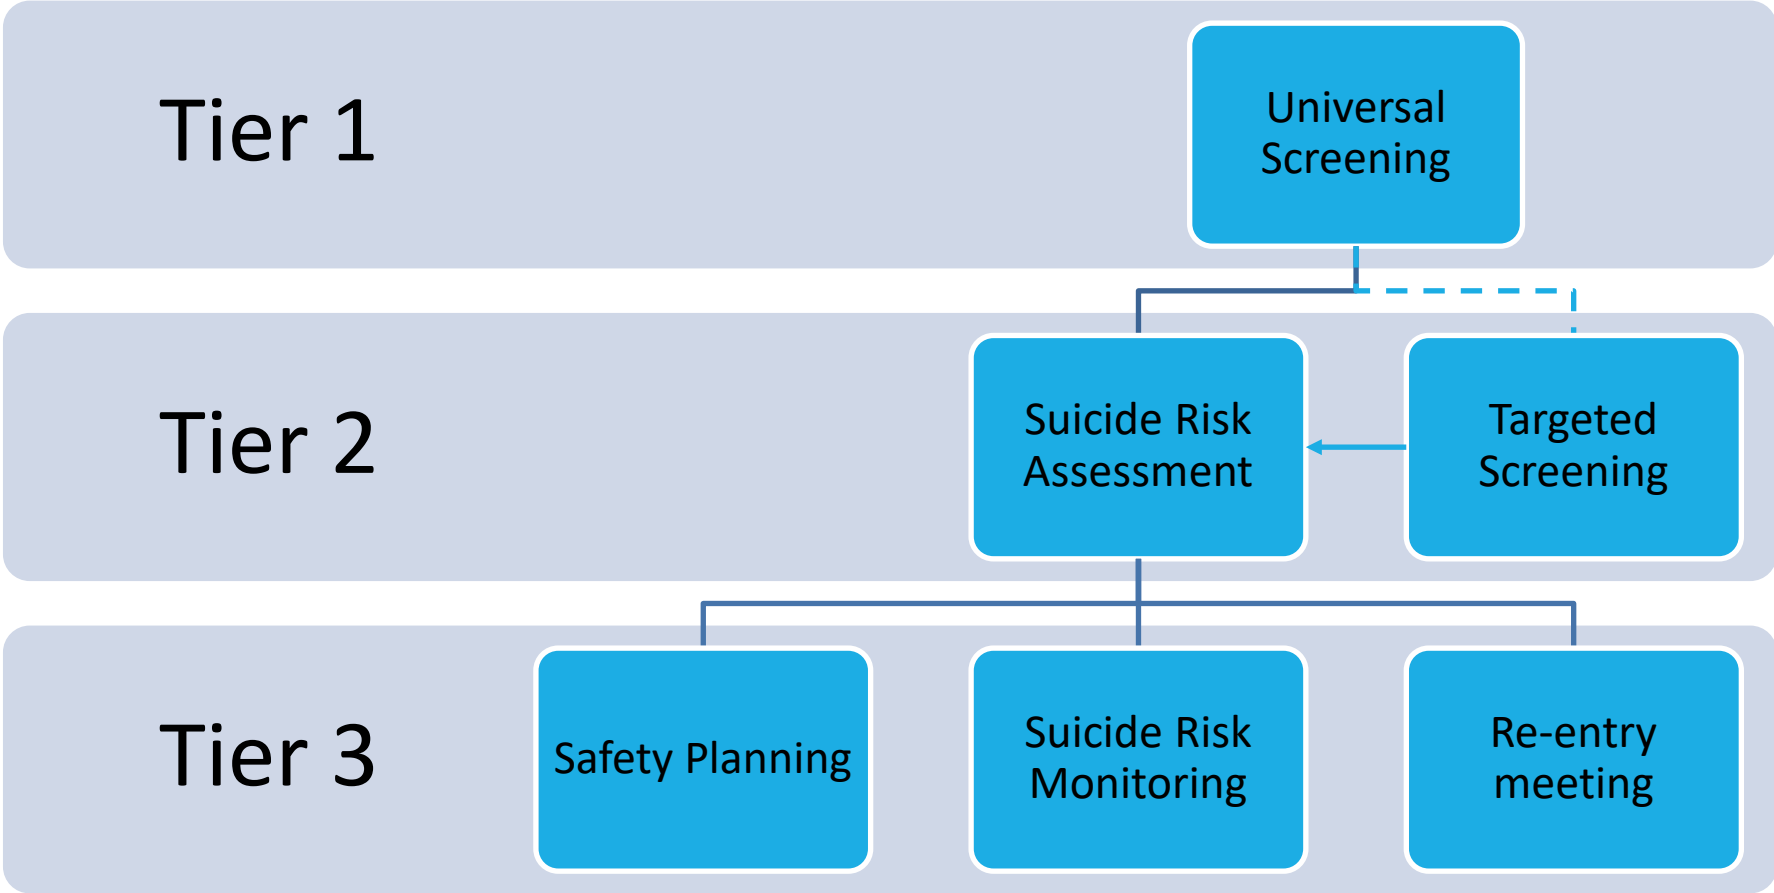 Tier 1
Universal
Screening
Tier 2
Suicide Risk
Assessment
Targeted
Screening
Tier 3
Safety Planning
Suicide Risk
Monitoring
Re-entry
meeting